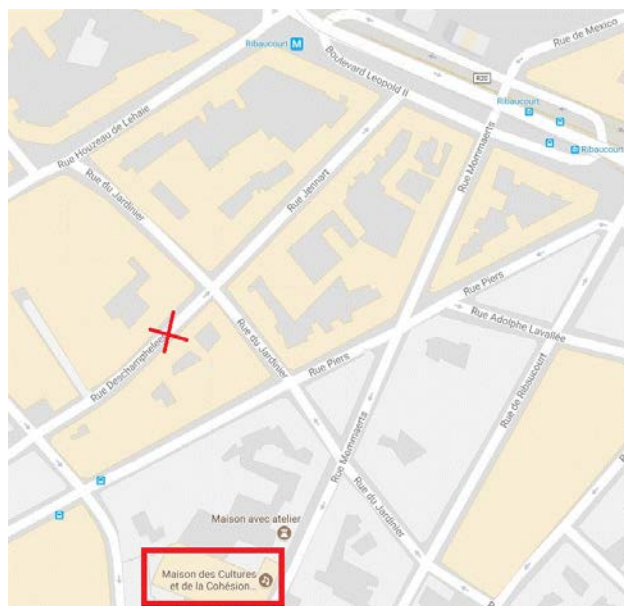 Ribaucourt M
Rue de Mexico
Boulevard Leopold II
R20
Ribaucourt
Ribaucourt
Rue Houzeau de Lehaie
Rue Mommaerts
Rue Jennart
Rue du Jardinier
Rue Piers
Rue Adolphe Lavallée
Rue du Jardinier
Rue Deschampheleer
Rue Piers
Rue de Ribaucourt
Rue Mommaerts
Rue du Jardinier
Maison avec atelier
Maison des Cultures
et de la Cohésion...